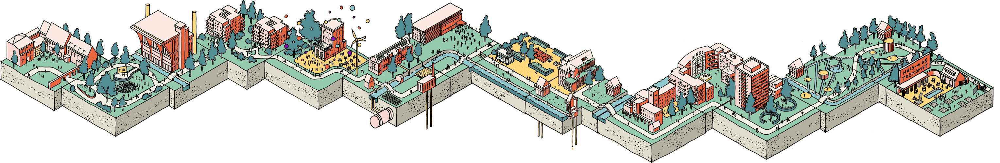 BINGO
HUIS VAN DE
TOEKOMST